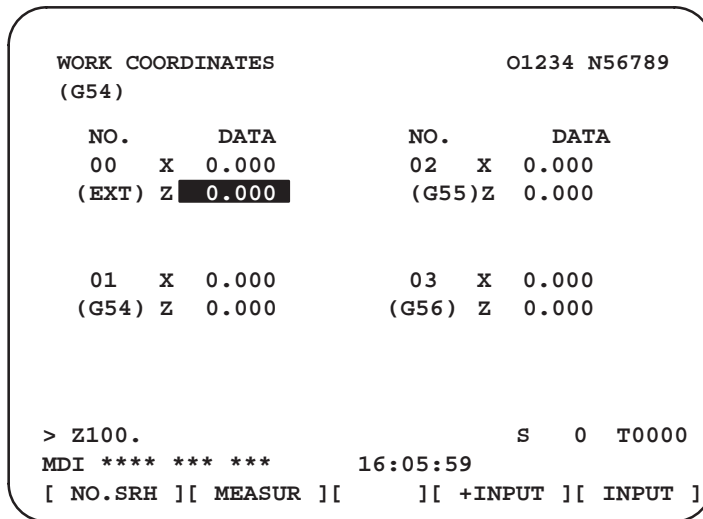 WORK COORDINATES O1234 N56789
(G54)
NO. DATA NO. DATA
00 X 0.000 02 X 0.000
(EXT) Z 0.000 (G55)Z 0.000
01 X 0.000 03 X 0.000
(G54) Z 0.000 (G56) Z 0.000
> Z100. S 0 T0000
MDI **** *** *** 16:05:59
[ NO.SRH ][ MEASUR ][ ][ +INPUT ][ INPUT ]